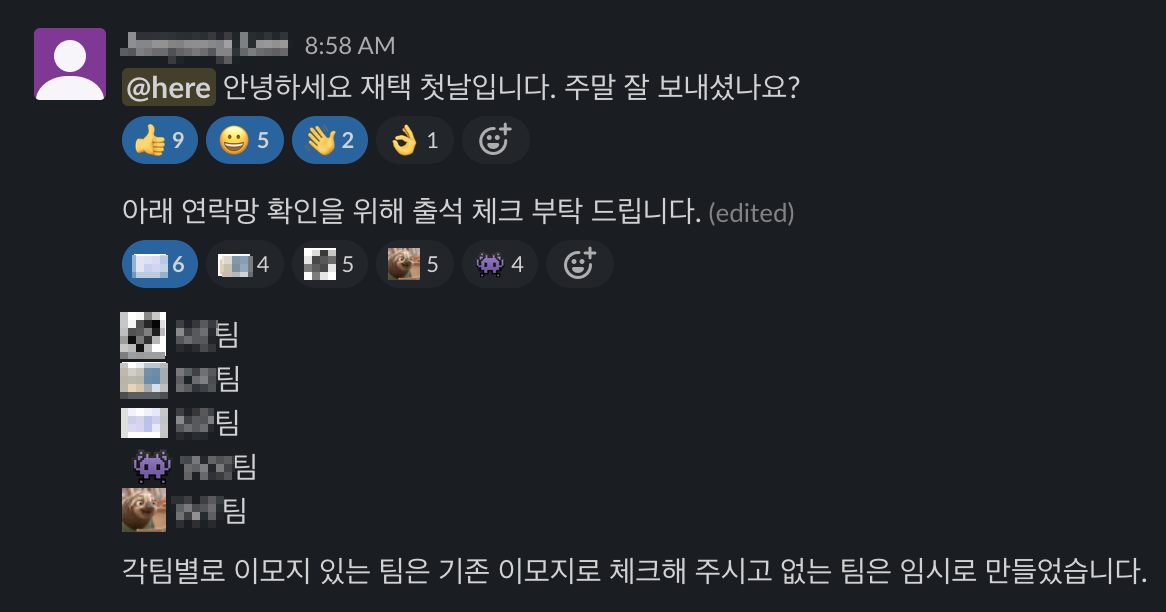 8:58 AM
@here 안녕하세요 재택 첫날입니다. 주말 잘 보내셨나요?
9 5 2 1
아래 연락망 확인을 위해 출석 체크 부탁 드립니다. (edited)
6 4 5 5 4
팀
팀
팀
팀
팀
각팀별로 이모지 있는 팀은 기존 이모지로 체크해 주시고 없는 팀은 임시로 만들었습니다.